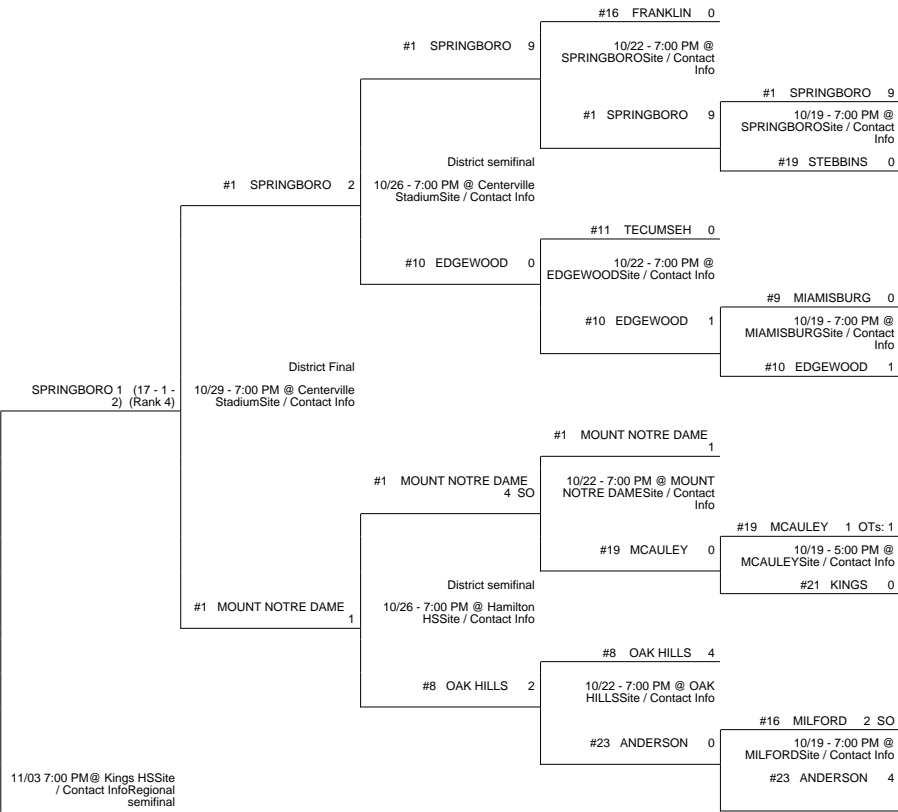 #16 FRANKLIN 0
#1 SPRINGBORO 9
10/22 - 7:00 PM @
SPRINGBOROSite / Contact
Info
#1 SPRINGBORO 9
#1 SPRINGBORO 9
10/19 - 7:00 PM @
SPRINGBOROSite / Contact
Info
#19 STEBBINS 0
District semifinal
#1 SPRINGBORO 2
10/26 - 7:00 PM @ Centerville
StadiumSite / Contact Info
#11 TECUMSEH 0
#10 EDGEWOOD 0
10/22 - 7:00 PM @
EDGEWOODSite / Contact Info
#9 MIAMISBURG 0
#10 EDGEWOOD 1
10/19 - 7:00 PM @
MIAMISBURGSite / Contact
Info
#10 EDGEWOOD 1
District Final
SPRINGBORO 1 (17 - 1 -
2) (Rank 4)
10/29 - 7:00 PM @ Centerville
StadiumSite / Contact Info
#1 MOUNT NOTRE DAME
1
#1 MOUNT NOTRE DAME
4 SO
10/22 - 7:00 PM @ MOUNT
NOTRE DAMESite / Contact
Info
#19 MCAULEY 1 OTs: 1
#19 MCAULEY 0
10/19 - 5:00 PM @
MCAULEYSite / Contact Info
#21 KINGS 0
District semifinal
#1 MOUNT NOTRE DAME
1
10/26 - 7:00 PM @ Hamilton
HSSite / Contact Info
#8 OAK HILLS 4
#8 OAK HILLS 2
10/22 - 7:00 PM @ OAK
HILLSSite / Contact Info
#16 MILFORD 2 SO
#23 ANDERSON 0
10/19 - 7:00 PM @
MILFORDSite / Contact Info
#23 ANDERSON 4
11/03 7:00 PM@ Kings HSSite
/ Contact InfoRegional
semifinal